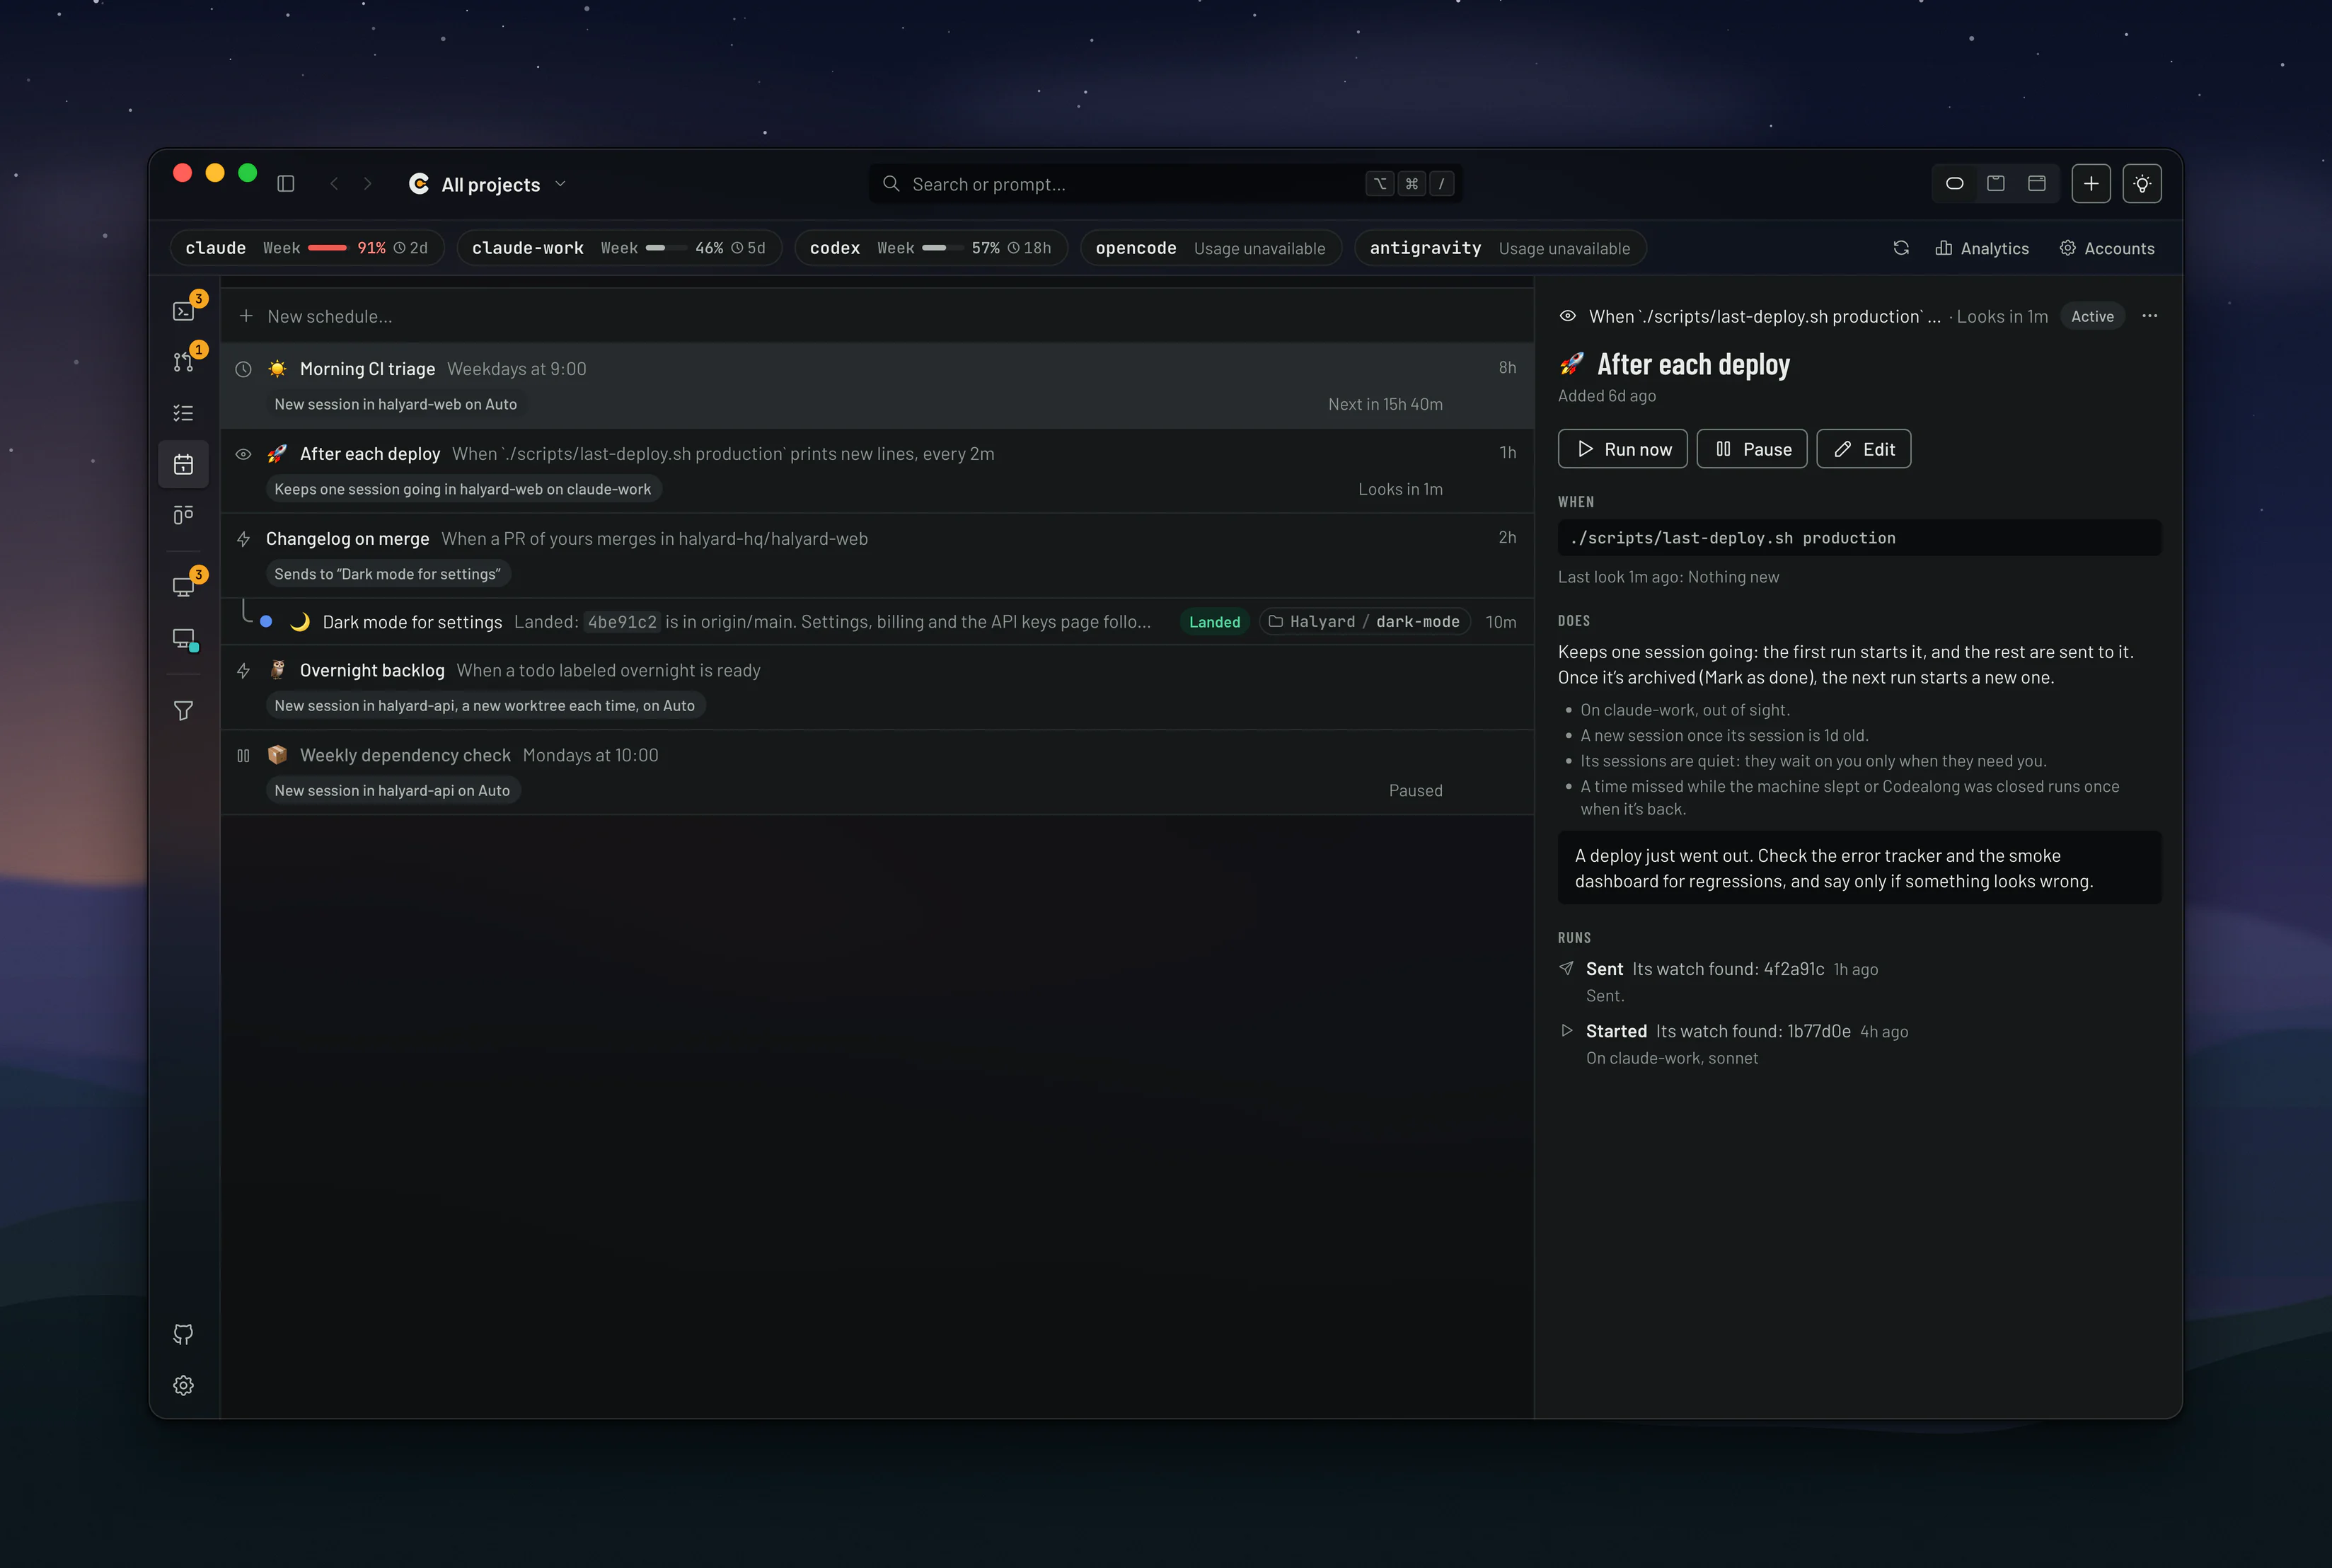 All projects
Search or prompt...
⌥ ⌘ /
claude Week 91% 2d
claude-work Week 46% 5d
codex Week 57% 18h
opencode Usage unavailable
antigravity Usage unavailable
Analytics
Accounts
3
1
3
New schedule...
Morning CI triage Weekdays at 9:00 8h
New session in halyard-web on Auto Next in 15h 40m
After each deploy When `./scripts/last-deploy.sh production` prints new lines, every 2m 1h
Keeps one session going in halyard-web on claude-work Looks in 1m
Changelog on merge When a PR of yours merges in halyard-hq/halyard-web 2h
Sends to “Dark mode for settings”
Dark mode for settings Landed: 4be91c2 is in origin/main. Settings, billing and the API keys page follo... Landed Halyard / dark-mode 10m
Overnight backlog When a todo labeled overnight is ready
New session in halyard-api, a new worktree each time, on Auto
Weekly dependency check Mondays at 10:00
New session in halyard-api on Auto Paused
When `./scripts/last-deploy.sh production` ... · Looks in 1m Active
After each deploy
Added 6d ago
Run now Pause Edit
WHEN
./scripts/last-deploy.sh production
Last look 1m ago: Nothing new
DOES
Keeps one session going: the first run starts it, and the rest are sent to it.
Once it’s archived (Mark as done), the next run starts a new one.
• On claude-work, out of sight.
• A new session once its session is 1d old.
• Its sessions are quiet: they wait on you only when they need you.
• A time missed while the machine slept or Codealong was closed runs once
when it’s back.
A deploy just went out. Check the error tracker and the smoke
dashboard for regressions, and say only if something looks wrong.
RUNS
Sent Its watch found: 4f2a91c 1h ago
Sent.
Started Its watch found: 1b77d0e 4h ago
On claude-work, sonnet